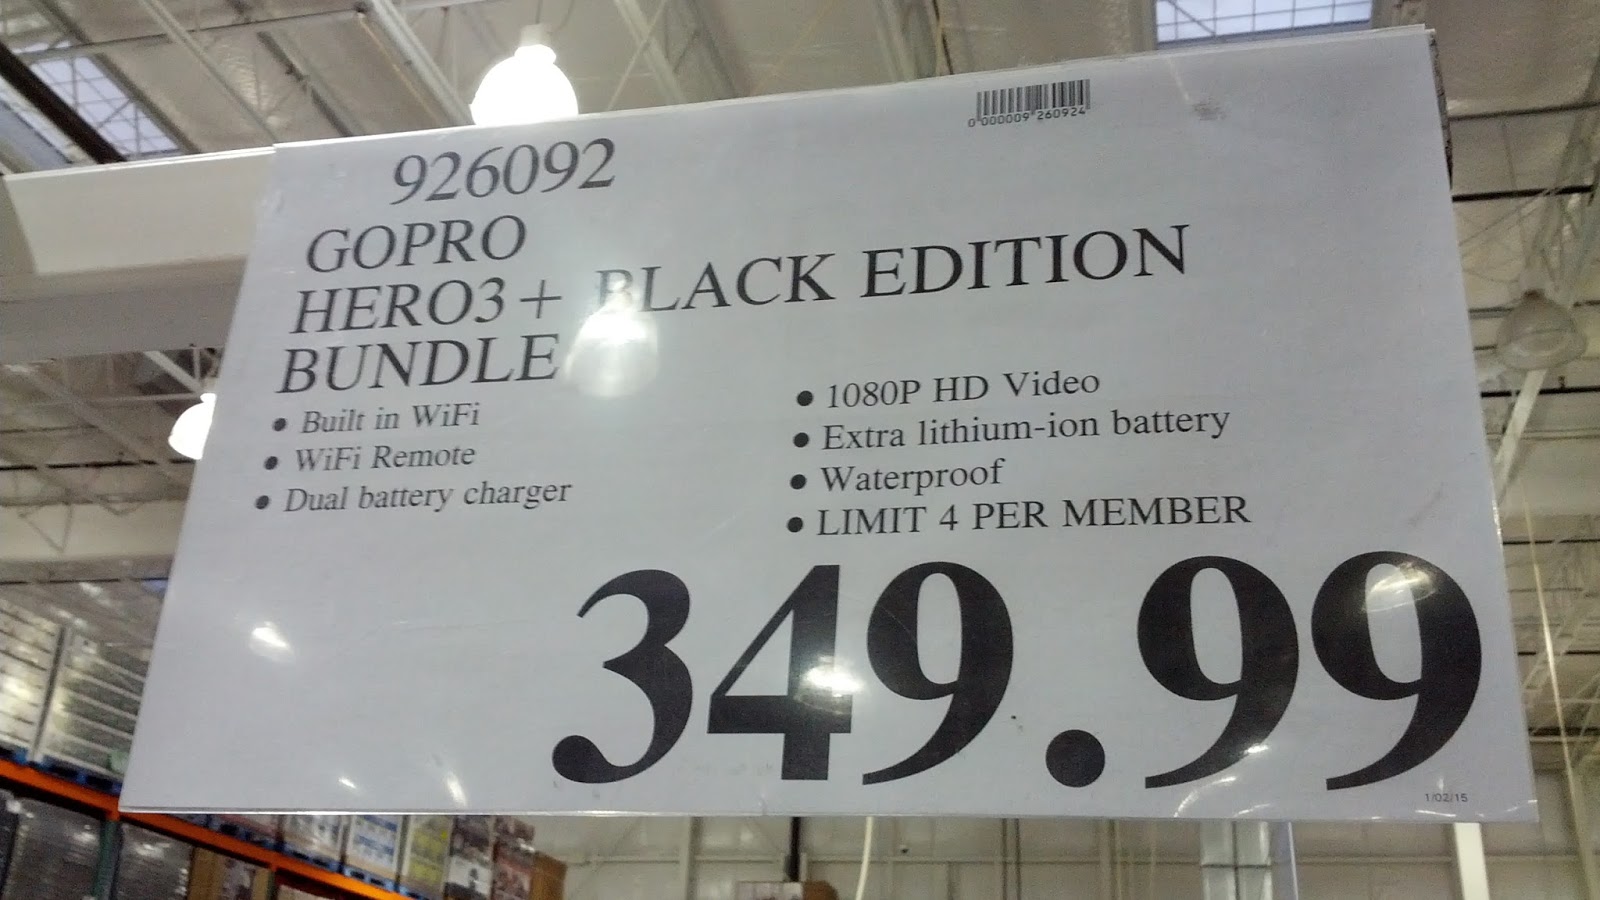 0 000009 260924
926092
GOPRO
HERO3+ BLACK EDITION
BUNDLE
• Built in WiFi
• WiFi Remote
• Dual battery charger
• 1080P HD Video
• Extra lithium-ion battery
• Waterproof
• LIMIT 4 PER MEMBER
349.99
1/02/15